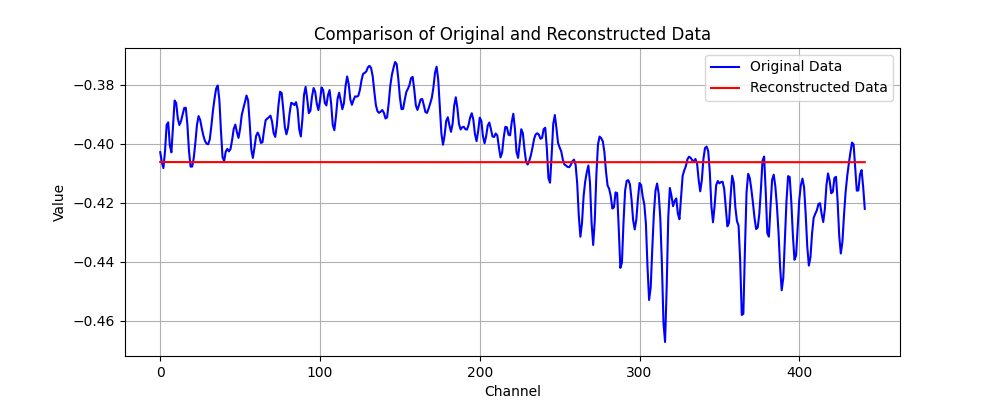 Comparison of Original and Reconstructed Data
Original Data
Reconstructed Data
Value
−0.38
−0.40
−0.42
−0.44
−0.46
0
100
200
300
400
Channel